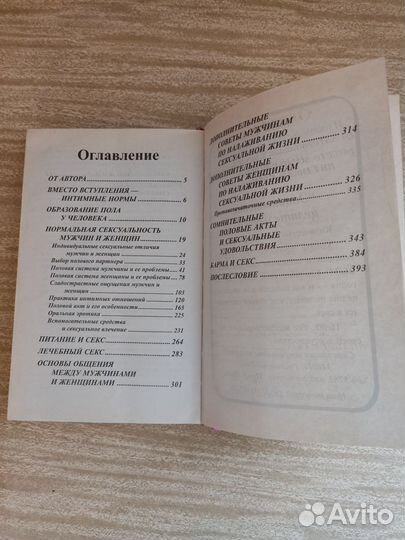 Оглавление
ОТ АВТОРА 5
ВМЕСТО ВСТУПЛЕНИЯ —
ИНТИМНЫЕ НОРМЫ 6
ОБРАЗОВАНИЕ ПОЛА
У ЧЕЛОВЕКА 10
НОРМАЛЬНАЯ СЕКСУАЛЬНОСТЬ
МУЖЧИН И ЖЕНЩИН 19
Индивидуальные сексуальные отличия
мужчин и женщин 24
Выбор полового партнера 33
Половая система мужчины и ее проблемы 41
Половая система женщины и ее проблемы 78
Сладострастные ощущения мужчин и
женщин 103
Практика интимных отношений 120
Половой акт и его особенности 165
Оральная эротика 225
Вспомогательные средства
и сексуальное влечение 231
ПИТАНИЕ И СЕКС 264
ЛЕЧЕБНЫЙ СЕКС 283
ОСНОВЫ ОБЩЕНИЯ
МЕЖДУ МУЖЧИНАМИ
И ЖЕНЩИНАМИ 301
ДОПОЛНИТЕЛЬНЫЕ
СОВЕТЫ МУЖЧИНАМ
ПО НАЛАЖИВАНИЮ
СЕКСУАЛЬНОЙ ЖИЗНИ 314
ДОПОЛНИТЕЛЬНЫЕ
СОВЕТЫ ЖЕНЩИНАМ
ПО НАЛАЖИВАНИЮ
СЕКСУАЛЬНОЙ ЖИЗНИ 326
Противозачаточные средства 335
СОМНИТЕЛЬНЫЕ
ПОЛОВЫЕ АКТЫ
И СЕКСУАЛЬНЫЕ
УДОВОЛЬСТВИЯ 343
КАРМА И СЕКС 384
ПОСЛЕСЛОВИЕ 393
Avito